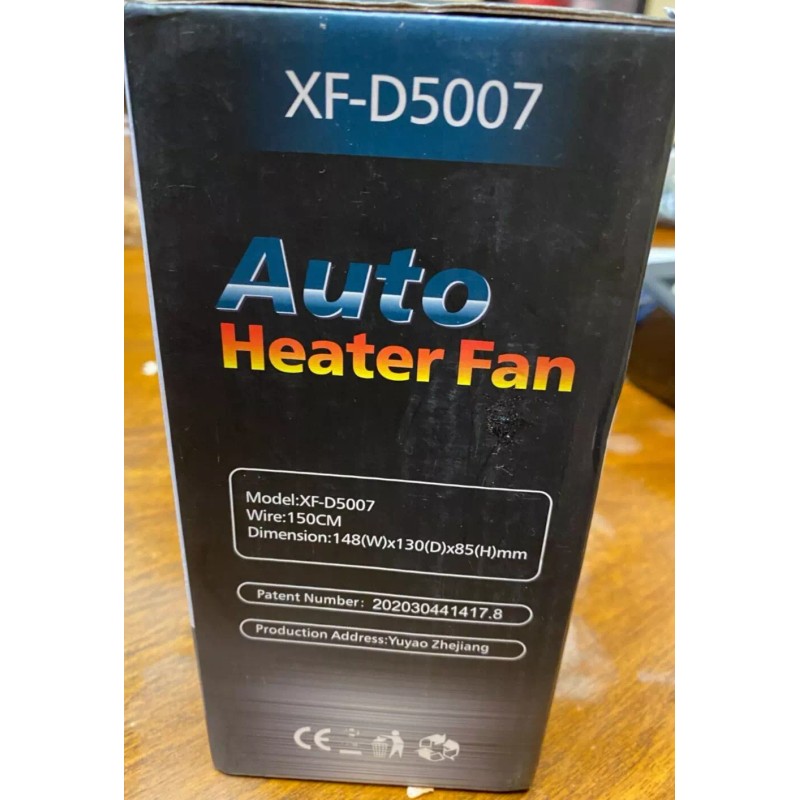 XF-D5007
Auto
Heater Fan
Model:XF-D5007
Wire:150CM
Dimension:148(W)x130(D)x85(H)mm
Patent Number: 202030441417.8
Production Address:Yuyao Zhejiang
CE